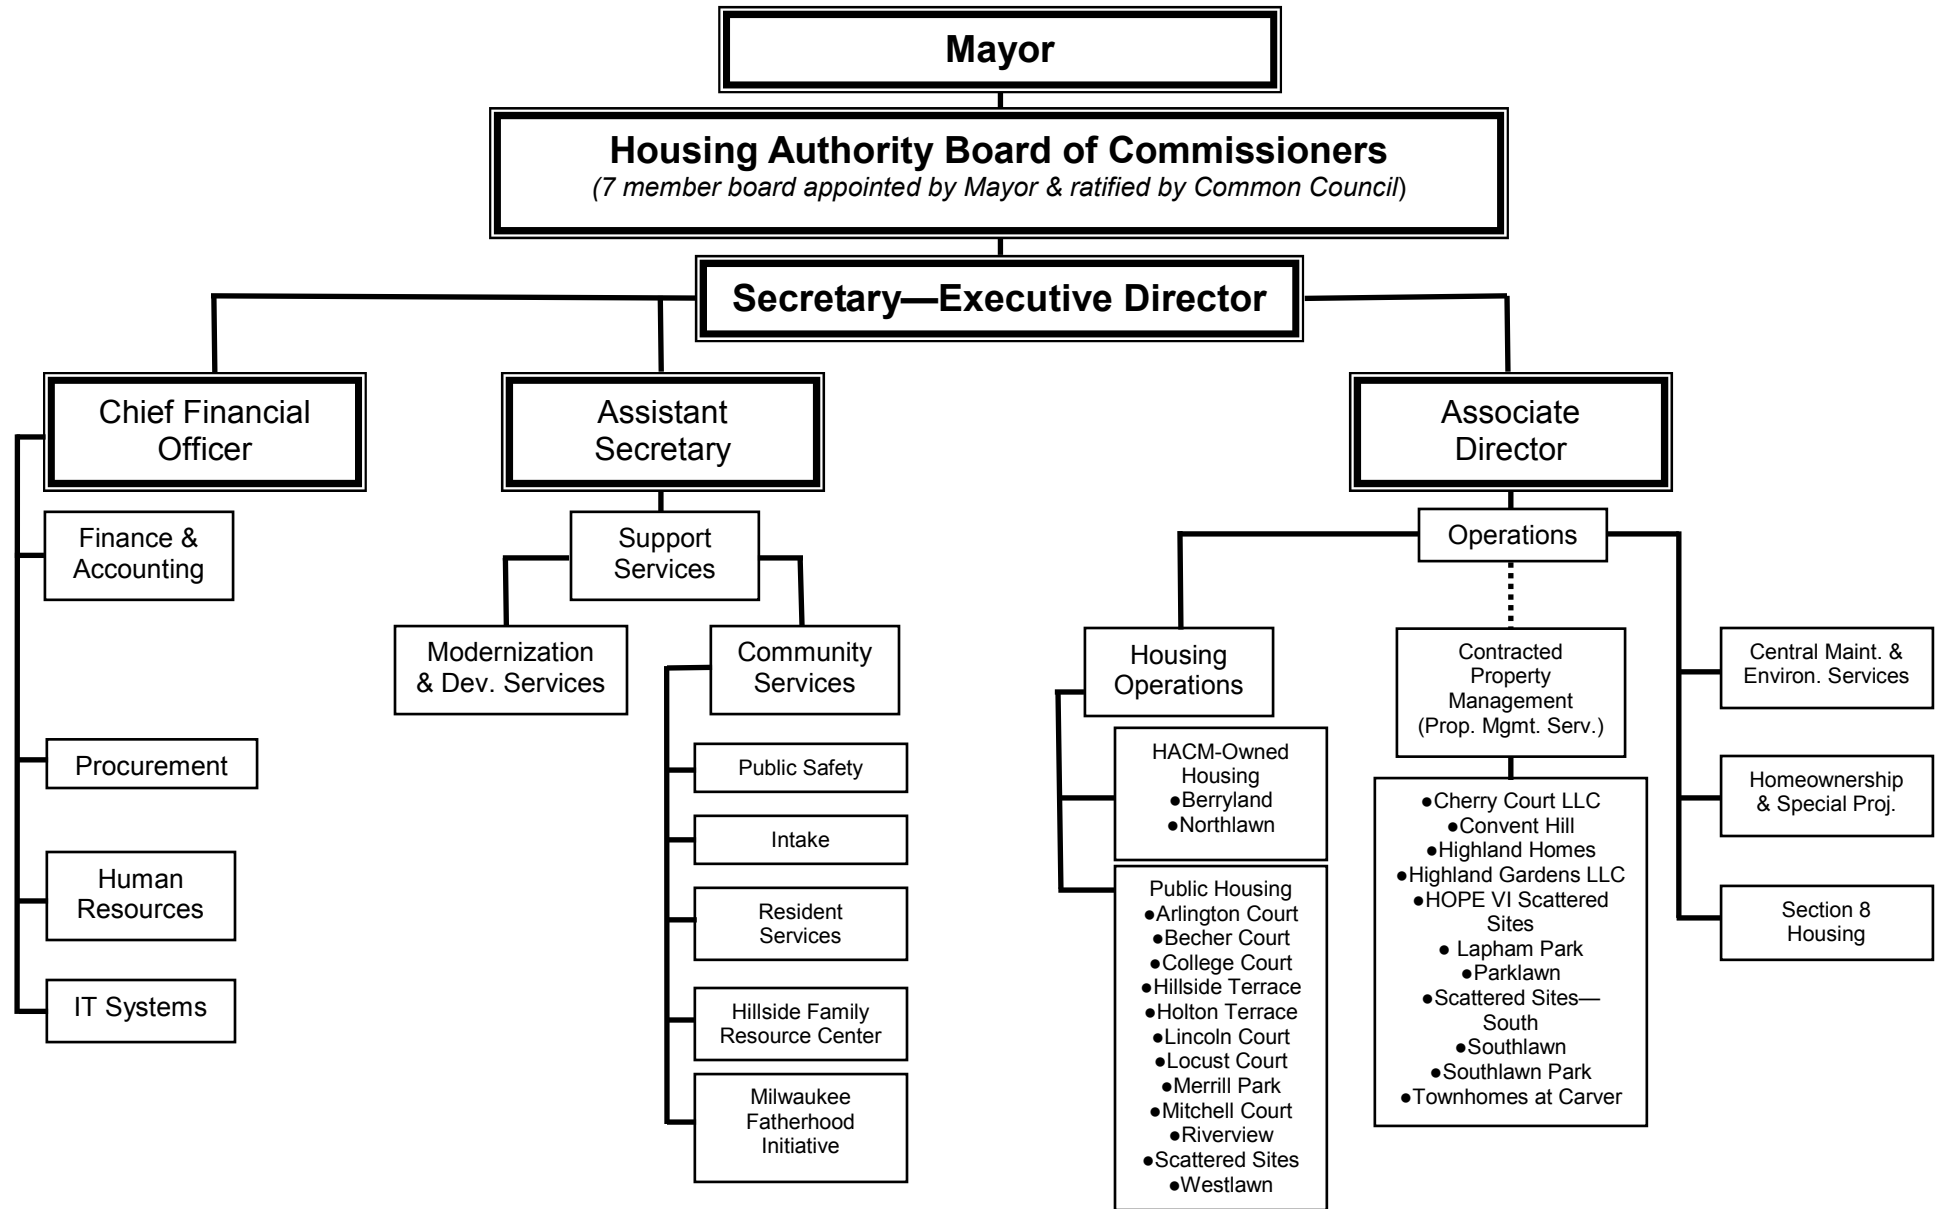 Mayor
Housing Authority Board of Commissioners
(7 member board appointed by Mayor & ratified by Common Council)
Secretary—Executive Director
Chief Financial
Officer
Assistant
Secretary
Associate
Director
Finance &
Accounting
Procurement
Human
Resources
IT Systems
Support
Services
Modernization
& Dev. Services
Community
Services
Public Safety
Intake
Resident
Services
Hillside Family
Resource Center
Milwaukee
Fatherhood
Initiative
Operations
Housing
Operations
HACM-Owned
Housing
●Berryland
●Northlawn
Public Housing
●Arlington Court
●Becher Court
●College Court
●Hillside Terrace
●Holton Terrace
●Lincoln Court
●Locust Court
●Merrill Park
●Mitchell Court
●Riverview
●Scattered Sites
●Westlawn
Contracted
Property
Management
(Prop. Mgmt. Serv.)
●Cherry Court LLC
●Convent Hill
●Highland Homes
●Highland Gardens LLC
●HOPE VI Scattered
Sites
● Lapham Park
●Parklawn
●Scattered Sites—
South
●Southlawn
●Southlawn Park
●Townhomes at Carver
Central Maint. &
Environ. Services
Homeownership
& Special Proj.
Section 8
Housing